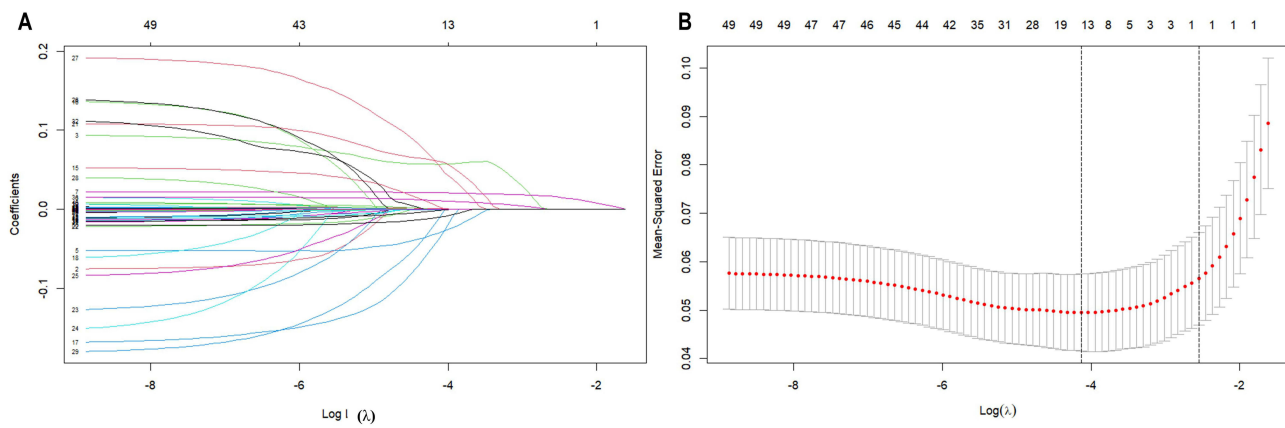 A
49 43 13 1
0.2
0.1
0.0
-0.1
Coefficients
27
3
15
28
7
5
18
2
25
23
24
17
29
-8 -6 -4 -2
Log l (λ)
B
49 49 49 47 47 46 45 44 42 35 31 28 19 13 8 5 3 3 1 1 1 1
0.10
0.09
0.08
0.07
0.06
0.05
0.04
Mean-Squared Error
-8 -6 -4 -2
Log(λ)